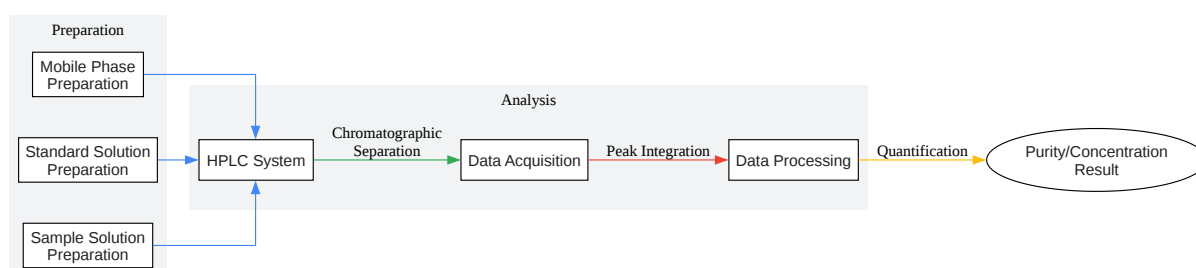 Preparation
Mobile Phase
Preparation
Standard Solution
Preparation
Sample Solution
Preparation
Analysis
HPLC System
Chromatographic
Separation
Data Acquisition
Peak Integration
Data Processing
Quantification
Purity/Concentration
Result